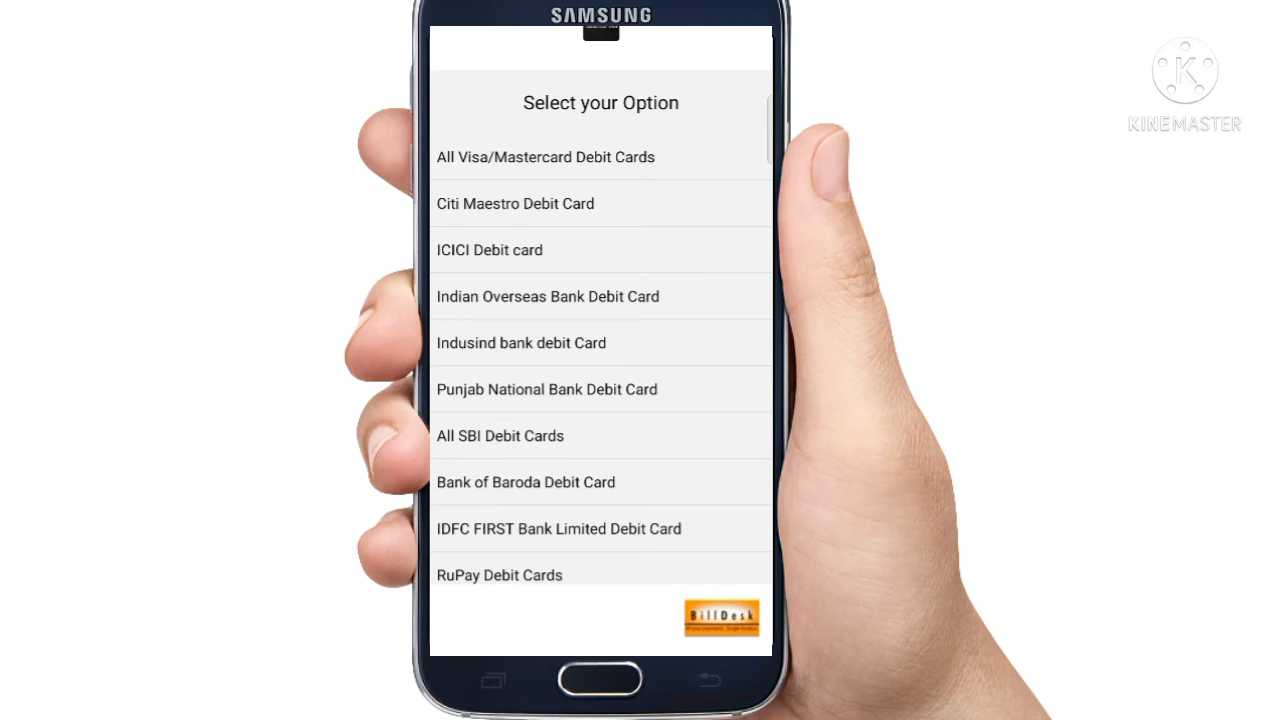 SAMSUNG
KINEMASTER
Select your Option
All Visa/Mastercard Debit Cards
Citi Maestro Debit Card
ICICI Debit card
Indian Overseas Bank Debit Card
Indusind bank debit Card
Punjab National Bank Debit Card
All SBI Debit Cards
Bank of Baroda Debit Card
IDFC FIRST Bank Limited Debit Card
RuPay Debit Cards
BillDesk